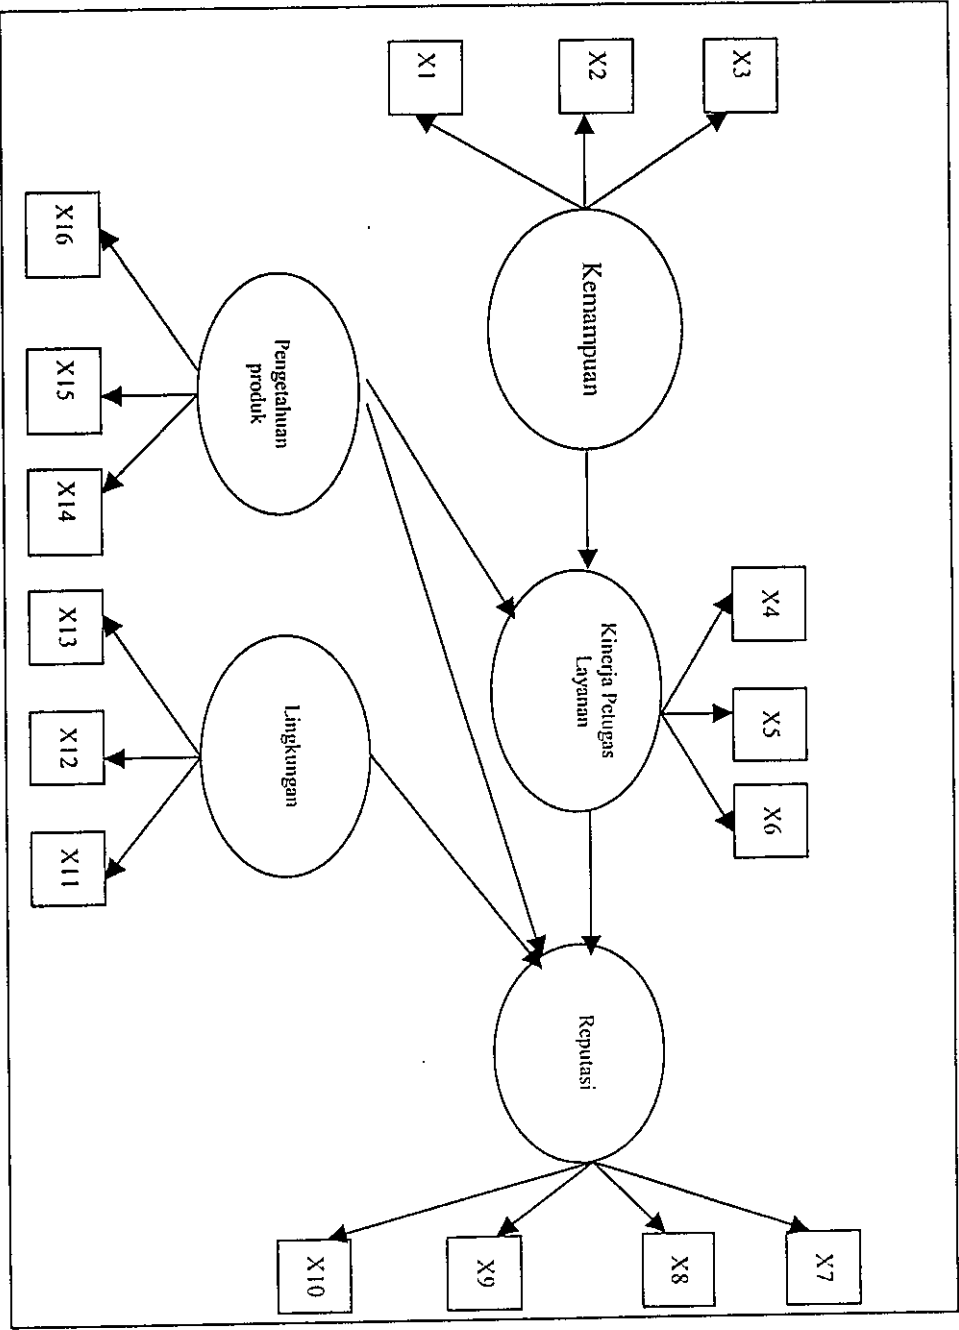 X4
X5
X6
X7
X3
X8
X2
Kemampuan
Kinerja Petugas
Layanan
Reputasi
X9
X1
X10
Pengetahuan
produk
Lingkungan
X16
X15
X14
X13
X12
X11